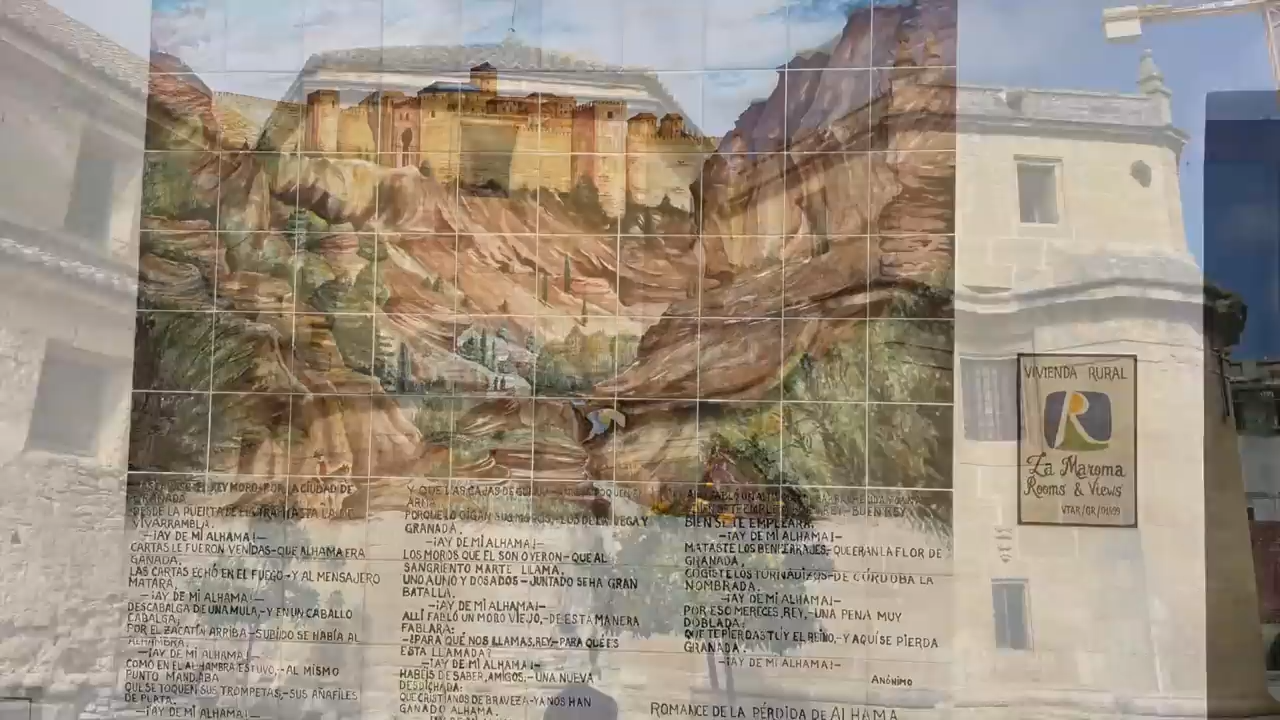 REY MORO-POR LA CIUDAD DE
GRANADA
DESDE LA PUERTA DE ELVIRA HASTA LA DE
VIVARRAMBLA.
—¡AY DE MI ALHAMA!—
CARTAS LE FUERON VENIDAS-QUE ALHAMA ERA
GANADA.
LAS CARTAS ECHÓ EN EL FUEGO-Y AL MENSAJERO
MATARA.
—¡AY DE MI ALHAMA!—
DESCABALGA DE UNA MULA,-Y EN UN CABALLO
CABALGA;
POR EL ZACATÍN ARRIBA-SUBIDO SE HABÍA AL
ALHAMBRA.
—¡AY DE MI ALHAMA!—
COMO EN EL ALHAMBRA ESTUVO,-AL MISMO
PUNTO MANDABA
QUE SE TOQUEN SUS TROMPETAS,-SUS AÑAFILES
DE PLATA.
—¡AY DE MI ALHAMA!
Y QUE LAS CAJAS DE GUERRA
PORQUE LO OIGAN SUS MOROS,-LOS DE LA VEGA Y
GRANADA.
—¡AY DE MI ALHAMA!—
LOS MOROS QUE EL SON OYERON-QUE AL
SANGRIENTO MARTE LLAMA,
UNO A UNO Y DOS A DOS-JUNTADO SE HA GRAN
BATALLA.
—¡AY DE MI ALHAMA!—
ALLÍ FABLÓ UN MORO VIEJO,-DE ESTA MANERA
FABLARA:
—¿PARA QUÉ NOS LLAMAS,REY-PARA QUÉ ES
ESTA LLAMADA?
—¡AY DE MI ALHAMA!—
HABÉIS DE SABER,AMIGOS,-UNA NUEVA
DESDICHADA:
QUE CRISTIANOS DE BRAVEZA-YA NOS HAN
GANADO ALHAMA.
BUEN REY,
BIEN SE TE EMPLEARA.
—¡AY DE MI ALHAMA!—
MATASTE LOS BENCERRAJES,-QUE ERAN LA FLOR DE
GRANADA;
COGISTE LOS TORNADIZOS-DE CÓRDOBA LA
NOMBRADA.
—¡AY DE MI ALHAMA!—
POR ESO MERECES,REY,-UNA PENA MUY
DOBLADA:
QUE TE PIERDAS TÚ Y EL REINO,-Y AQUÍ SE PIERDA
GRANADA.
—¡AY DE MI ALHAMA!—
ANÓNIMO
ROMANCE DE LA PÉRDIDA DE ALHAMA
VIVIENDA RURAL
R
La Maroma
Rooms & Views
VTAR/GR/01499